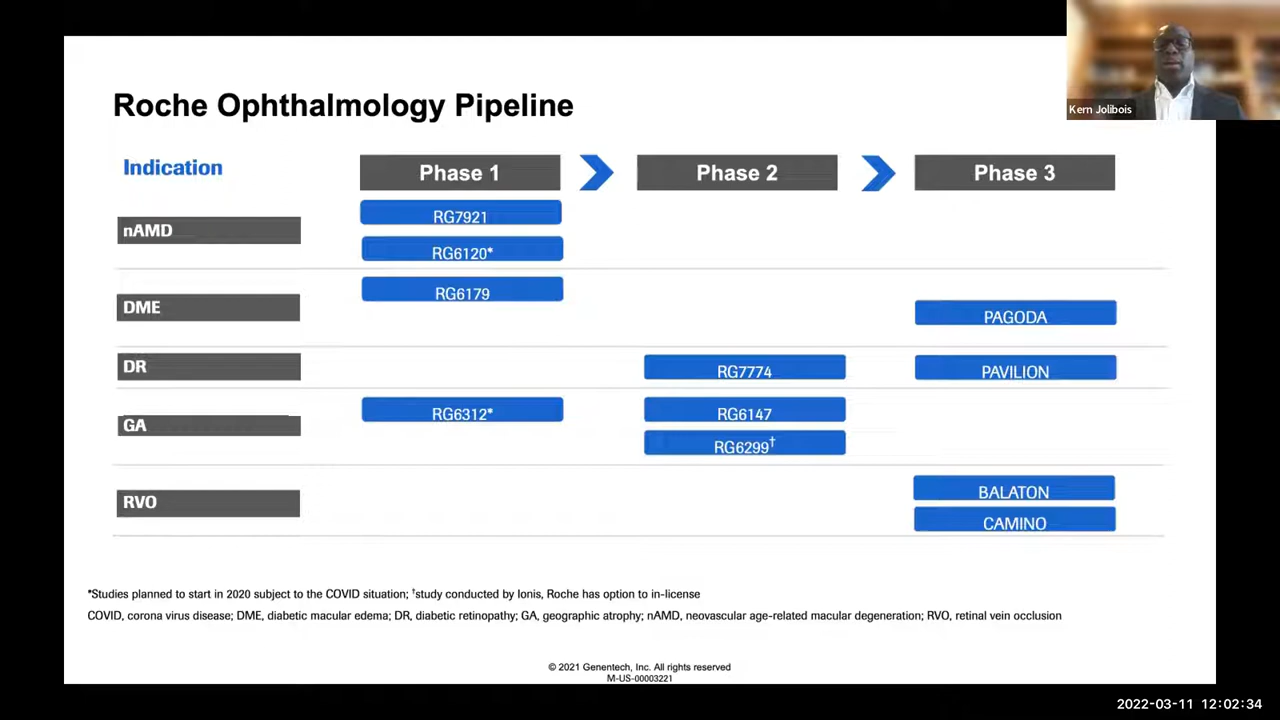 Roche Ophthalmology Pipeline
Kern Jolibois
Indication Phase 1 Phase 2 Phase 3
nAMD RG7921
RG6120*
DME RG6179
PAGODA
DR RG7774 PAVILION
GA RG6312* RG6147
RG6299†
RVO BALATON
CAMINO
*Studies planned to start in 2020 subject to the COVID situation; †study conducted by Ionis, Roche has option to in-license
COVID, corona virus disease; DME, diabetic macular edema; DR, diabetic retinopathy; GA, geographic atrophy; nAMD, neovascular age-related macular degeneration; RVO, retinal vein occlusion
© 2021 Genentech, Inc. All rights reserved
M-US-00003221
2022-03-11 12:02:34